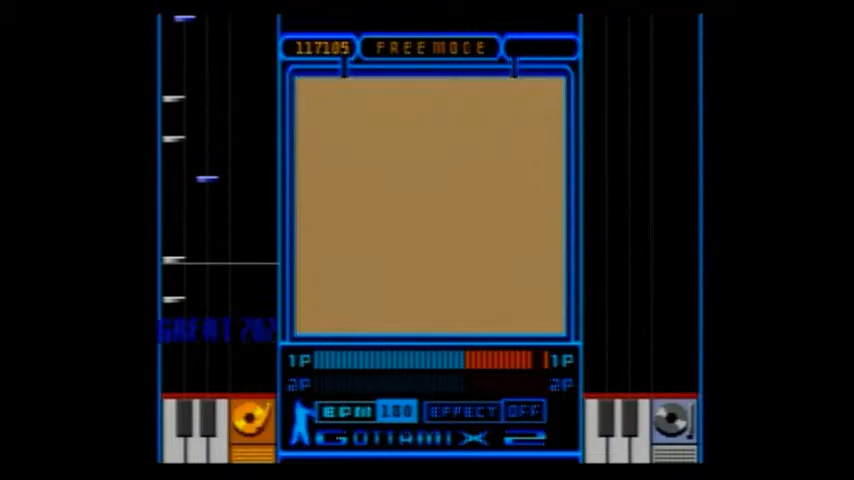 117105 FREE MODE
GREAT 202
1P 1P
2P 2P
BPM 180 EFFECT OFF
GOTTAMIX 2